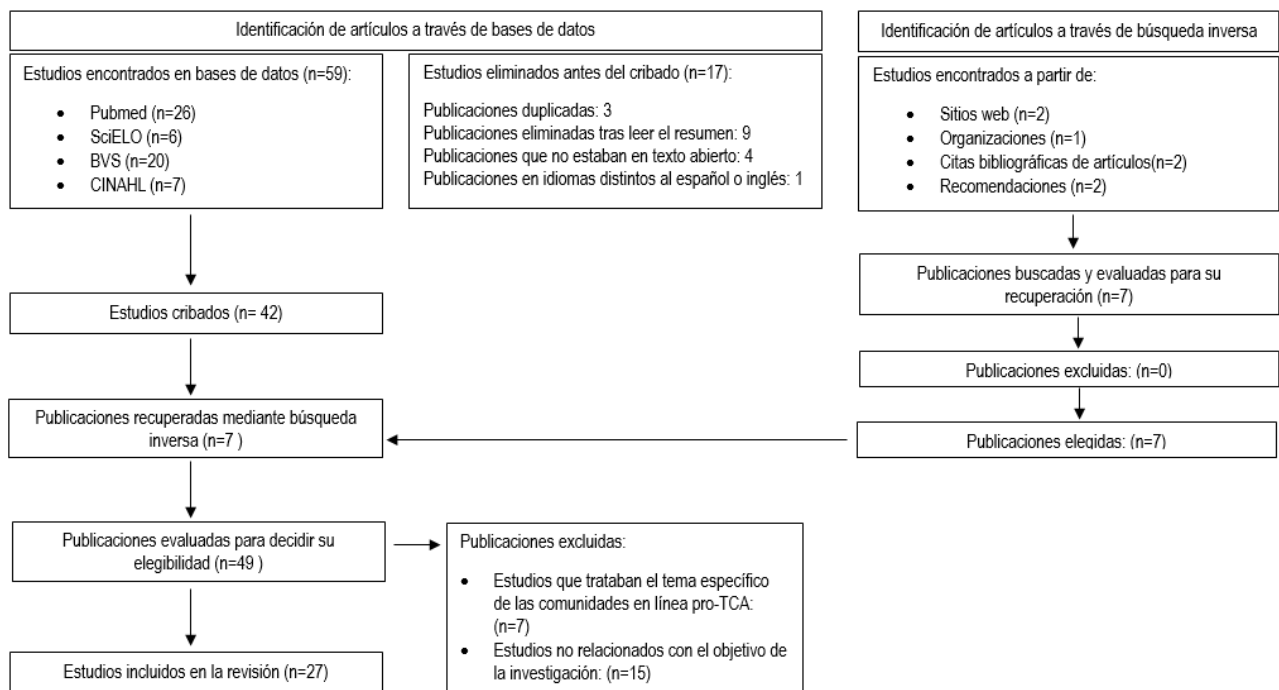 Identificación de artículos a través de bases de datos
Estudios encontrados en bases de datos (n=59):
• Pubmed (n=26)
• SciELO (n=6)
• BVS (n=20)
• CINAHL (n=7)
Estudios eliminados antes del cribado (n=17):
Publicaciones duplicadas: 3
Publicaciones eliminadas tras leer el resumen: 9
Publicaciones que no estaban en texto abierto: 4
Publicaciones en idiomas distintos al español o inglés: 1
Estudios cribados (n= 42)
Publicaciones recuperadas mediante búsqueda
inversa (n=7 )
Publicaciones evaluadas para decidir su
elegibilidad (n=49 )
Publicaciones excluidas:
• Estudios que trataban el tema específico
de las comunidades en línea pro-TCA:
(n=7)
• Estudios no relacionados con el objetivo de
la investigación: (n=15)
Estudios incluidos en la revisión (n=27)
Identificación de artículos a través búsqueda inversa
Estudios encontrados a partir de:
• Sitios web (n=2)
• Organizaciones (n=1)
• Citas bibliográficas de artículos(n=2)
• Recomendaciones (n=2)
Publicaciones buscadas y evaluadas para su
recuperación (n=7)
Publicaciones excluidas: (n=0)
Publicaciones elegidas: (n=7)